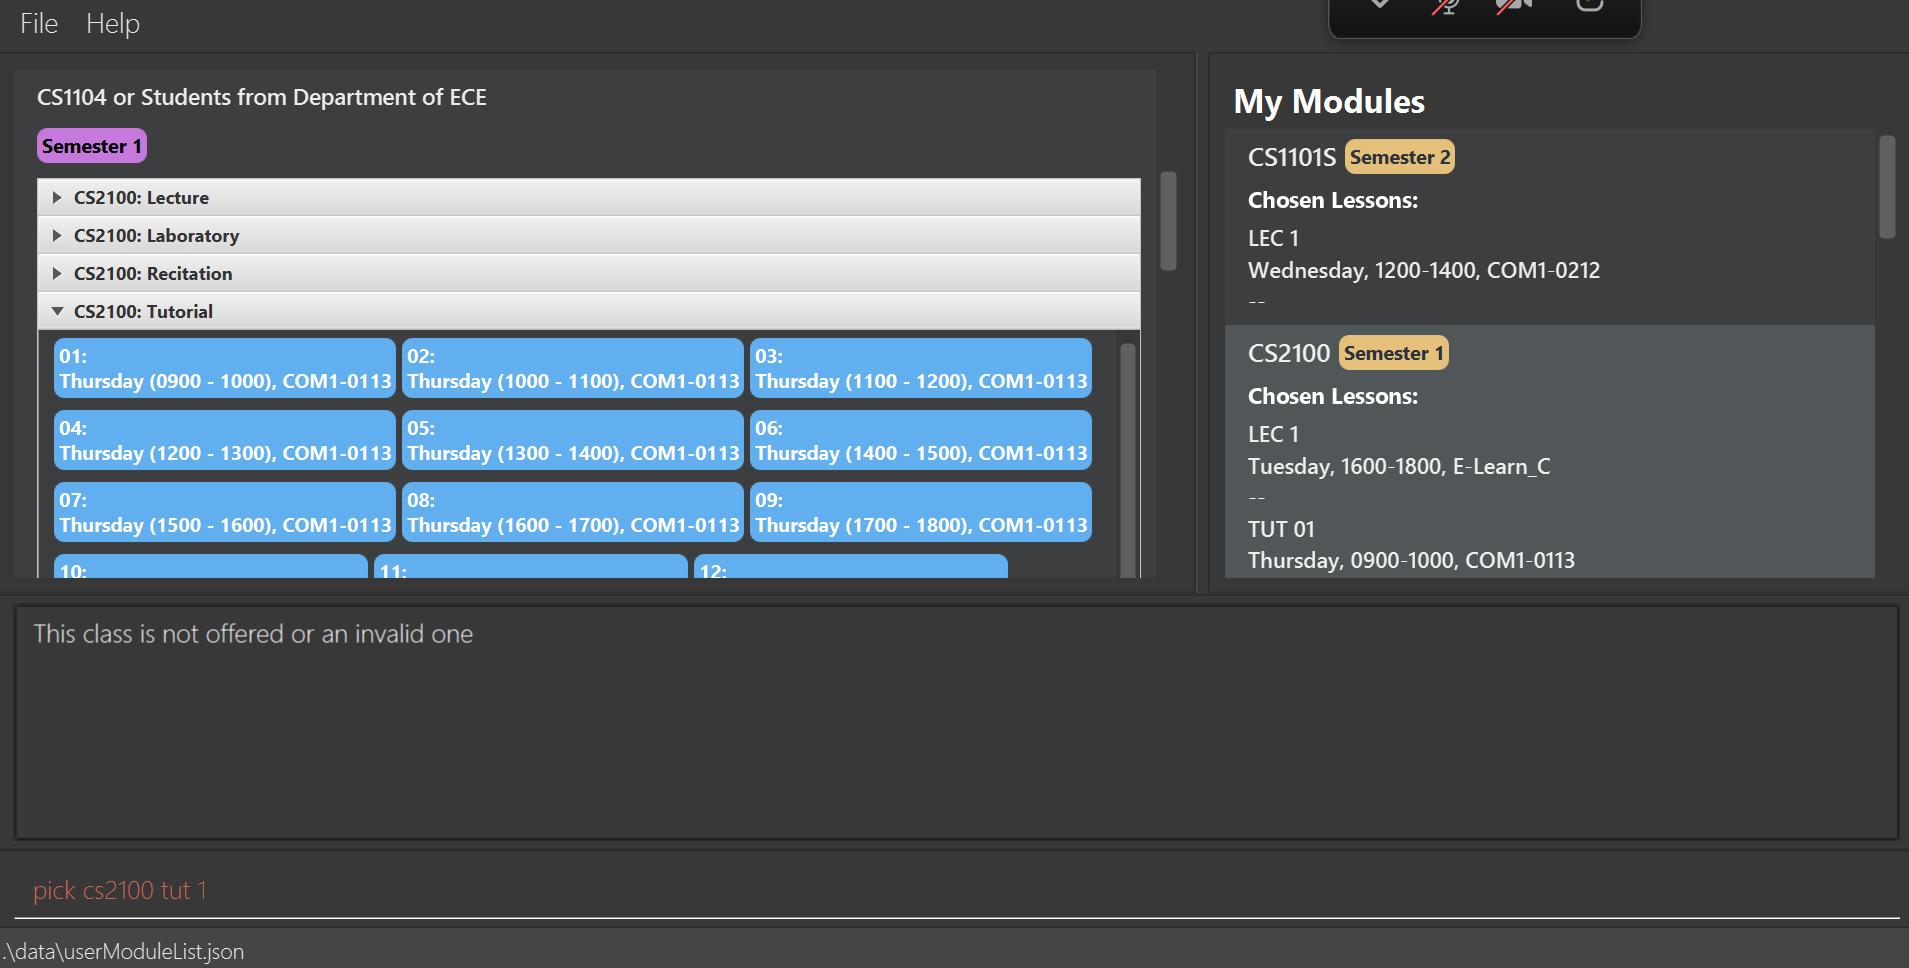 File Help
CS1104 or Students from Department of ECE
Semester 1
CS2100: Lecture
CS2100: Laboratory
CS2100: Recitation
CS2100: Tutorial
01:
Thursday (0900 - 1000), COM1-0113
02:
Thursday (1000 - 1100), COM1-0113
03:
Thursday (1100 - 1200), COM1-0113
04:
Thursday (1200 - 1300), COM1-0113
05:
Thursday (1300 - 1400), COM1-0113
06:
Thursday (1400 - 1500), COM1-0113
07:
Thursday (1500 - 1600), COM1-0113
08:
Thursday (1600 - 1700), COM1-0113
09:
Thursday (1700 - 1800), COM1-0113
10:
11:
12:
My Modules
CS1101S Semester 2
Chosen Lessons:
LEC 1
Wednesday, 1200-1400, COM1-0212
--
CS2100 Semester 1
Chosen Lessons:
LEC 1
Tuesday, 1600-1800, E-Learn_C
--
TUT 01
Thursday, 0900-1000, COM1-0113
This class is not offered or an invalid one
pick cs2100 tut 1
.\data\userModuleList.json